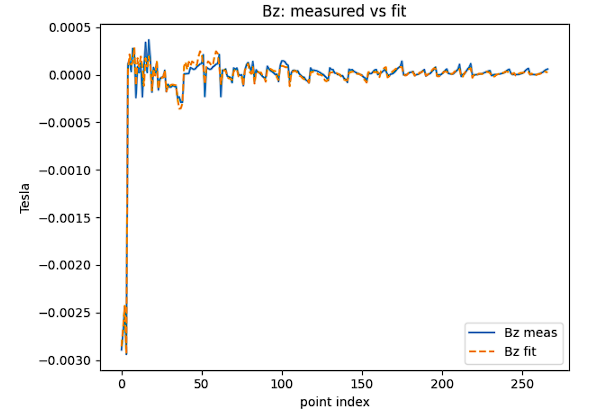 Bz: measured vs fit
0.0005
0.0000
−0.0005
−0.0010
−0.0015
−0.0020
−0.0025
−0.0030
Tesla
Bz meas
Bz fit
0 50 100 150 200 250
point index